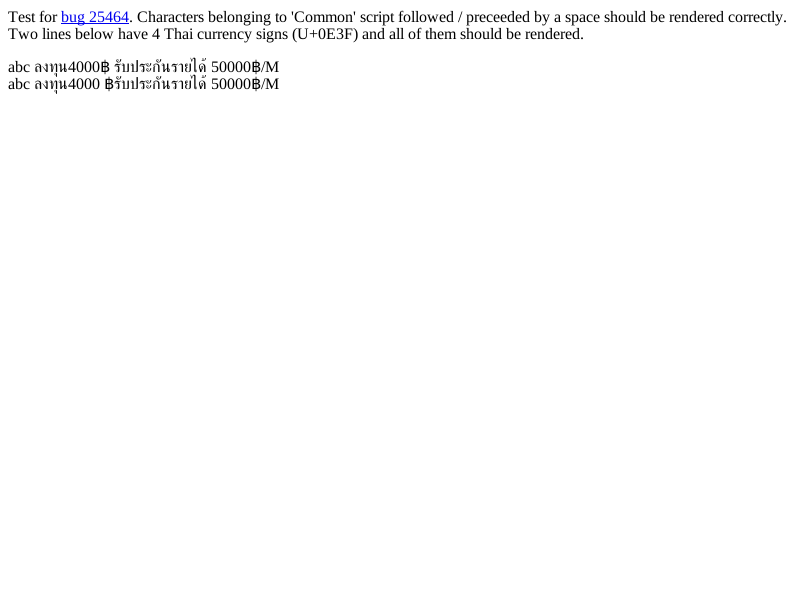 Test for bug 25464. Characters belonging to 'Common' script followed / preceeded by a space should be rendered correctly.
Two lines below have 4 Thai currency signs (U+0E3F) and all of them should be rendered.
abc ลงทุน4000฿ รับประกันรายได้ 50000฿/M
abc ลงทุน4000 ฿รับประกันรายได้ 50000฿/M